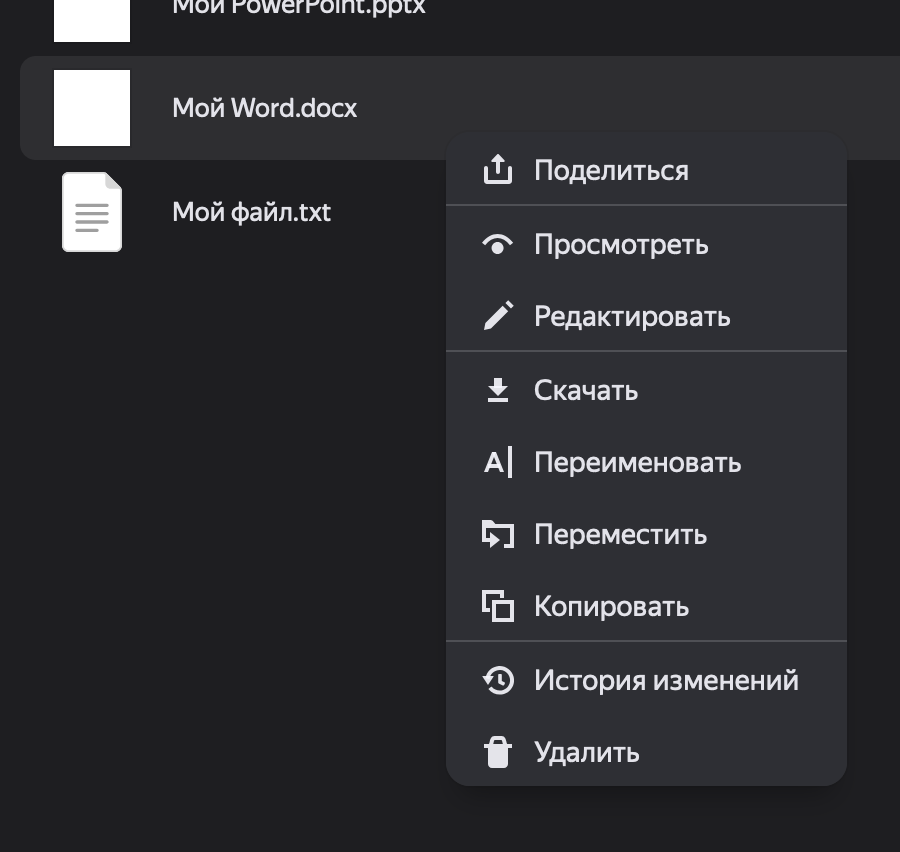 Мой PowerPoint.pptx
Мой Word.docx
Мой файл.txt
Поделиться
Просмотреть
Редактировать
Скачать
Переименовать
Переместить
Копировать
История изменений
Удалить